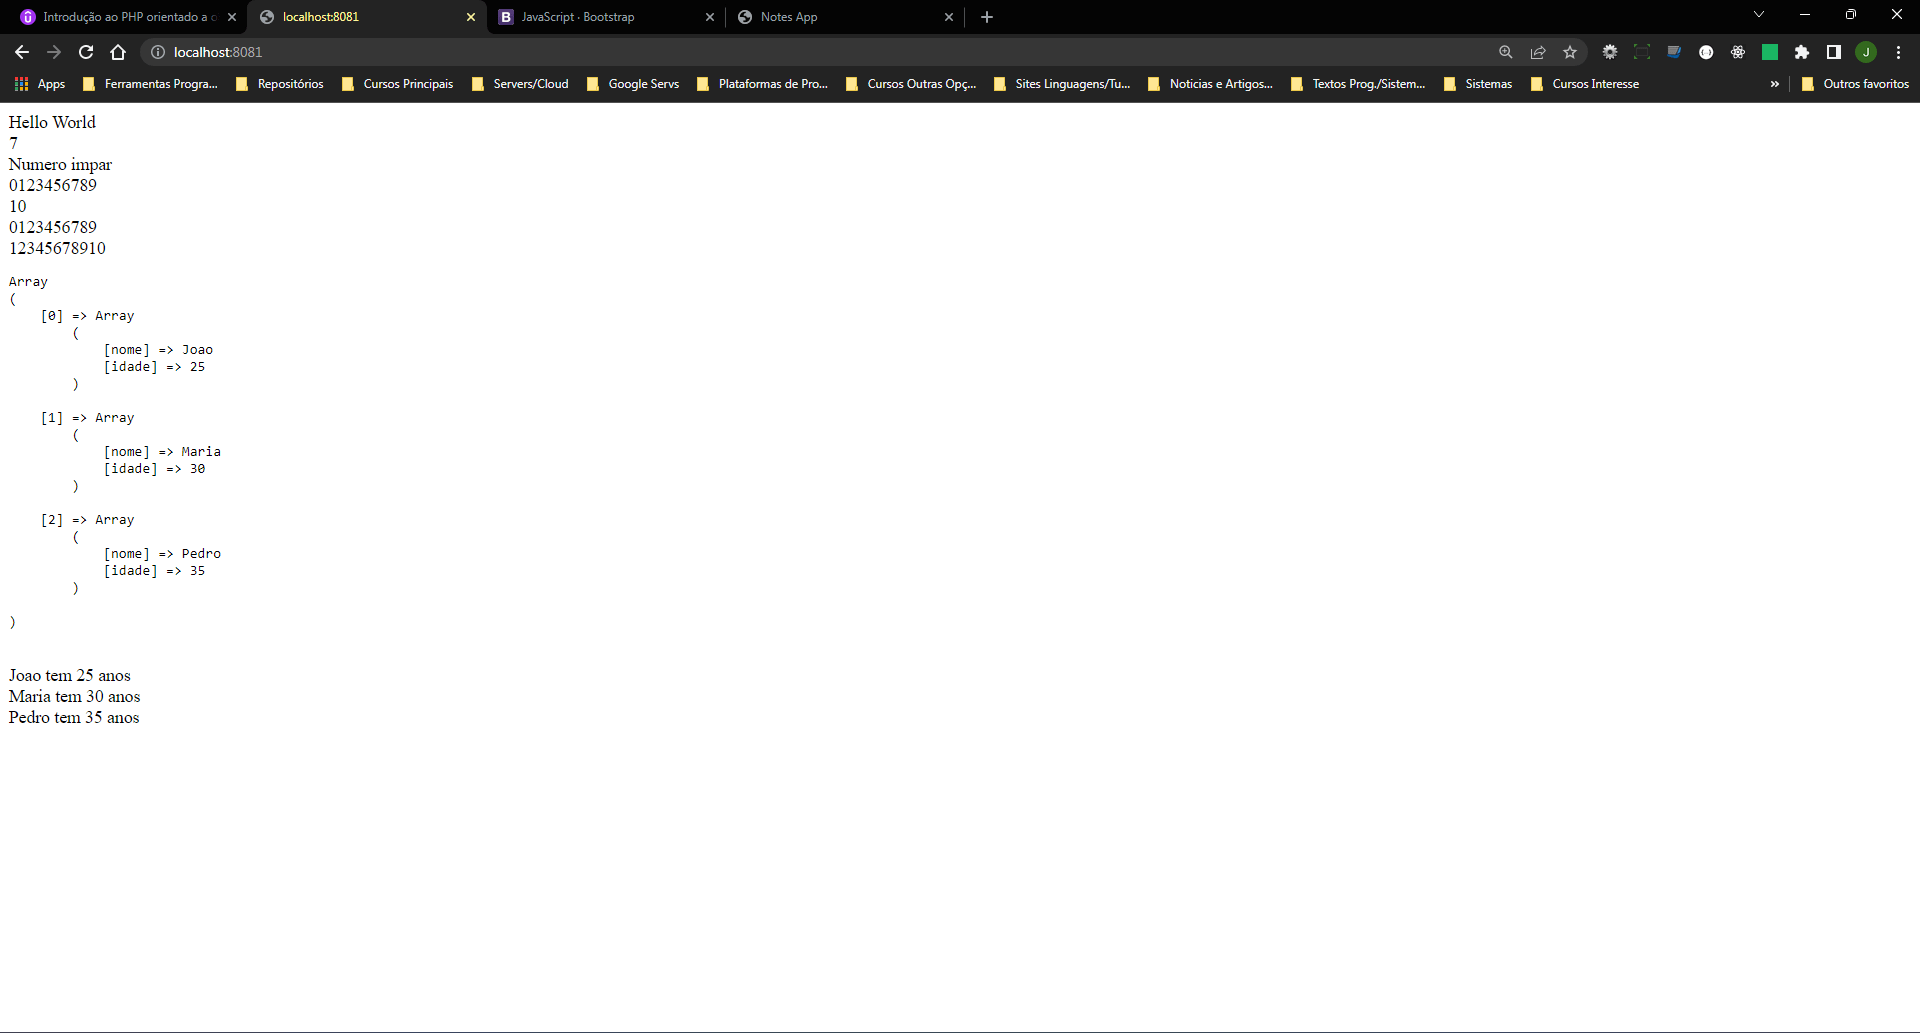 Introdução ao PHP orientado a o
localhost:8081
B JavaScript · Bootstrap
Notes App
localhost:8081
J
Apps
Ferramentas Progra...
Repositórios
Cursos Principais
Servers/Cloud
Google Servs
Plataformas de Pro...
Cursos Outras Opç...
Sites Linguagens/Tu...
Noticias e Artigos...
Textos Prog./Sistem...
Sistemas
Cursos Interesse
»
Outros favoritos
Hello World
7
Numero impar
0123456789
10
0123456789
12345678910
Array
(
    [0] => Array
        (
            [nome] => Joao
            [idade] => 25
        )
    [1] => Array
        (
            [nome] => Maria
            [idade] => 30
        )
    [2] => Array
        (
            [nome] => Pedro
            [idade] => 35
        )
)
Joao tem 25 anos
Maria tem 30 anos
Pedro tem 35 anos